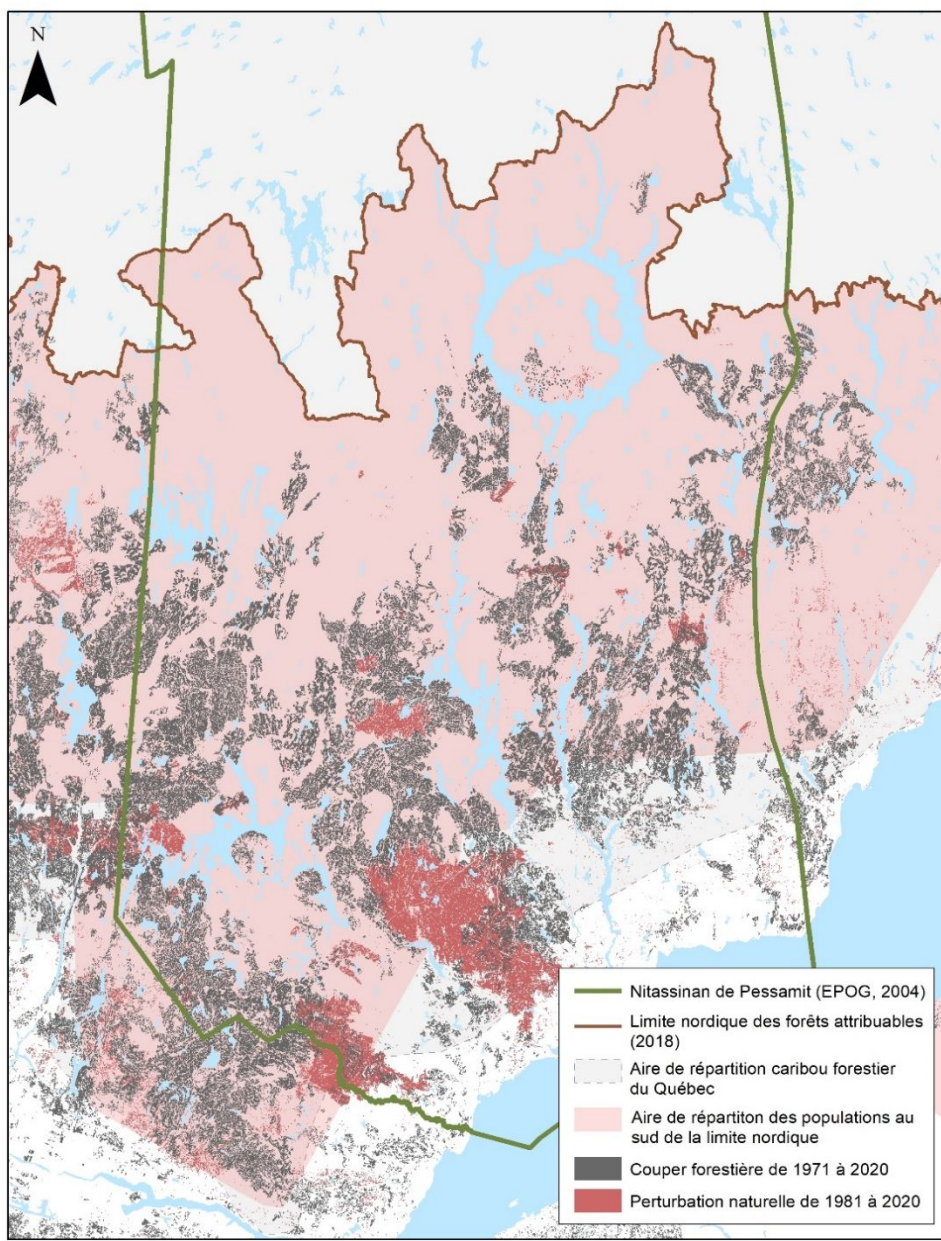 N
Nitassinan de Pessamit (EPOG, 2004)
Limite nordique des forêts attribuables
(2018)
Aire de répartition caribou forestier
du Québec
Aire de répartiton des populations au
sud de la limite nordique
Couper forestière de 1971 à 2020
Perturbation naturelle de 1981 à 2020